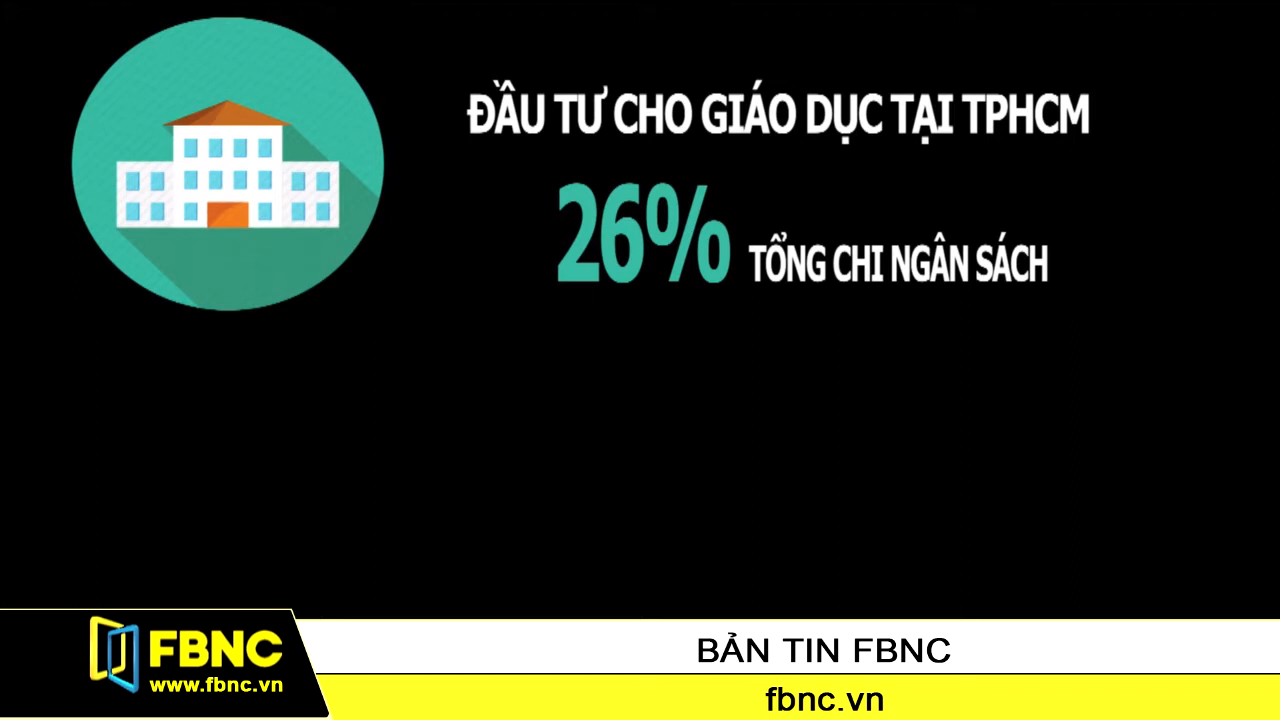 ĐẦU TƯ CHO GIÁO DỤC TẠI TPHCM
26% TỔNG CHI NGÂN SÁCH
FBNC
www.fbnc.vn
BẢN TIN FBNC
fbnc.vn